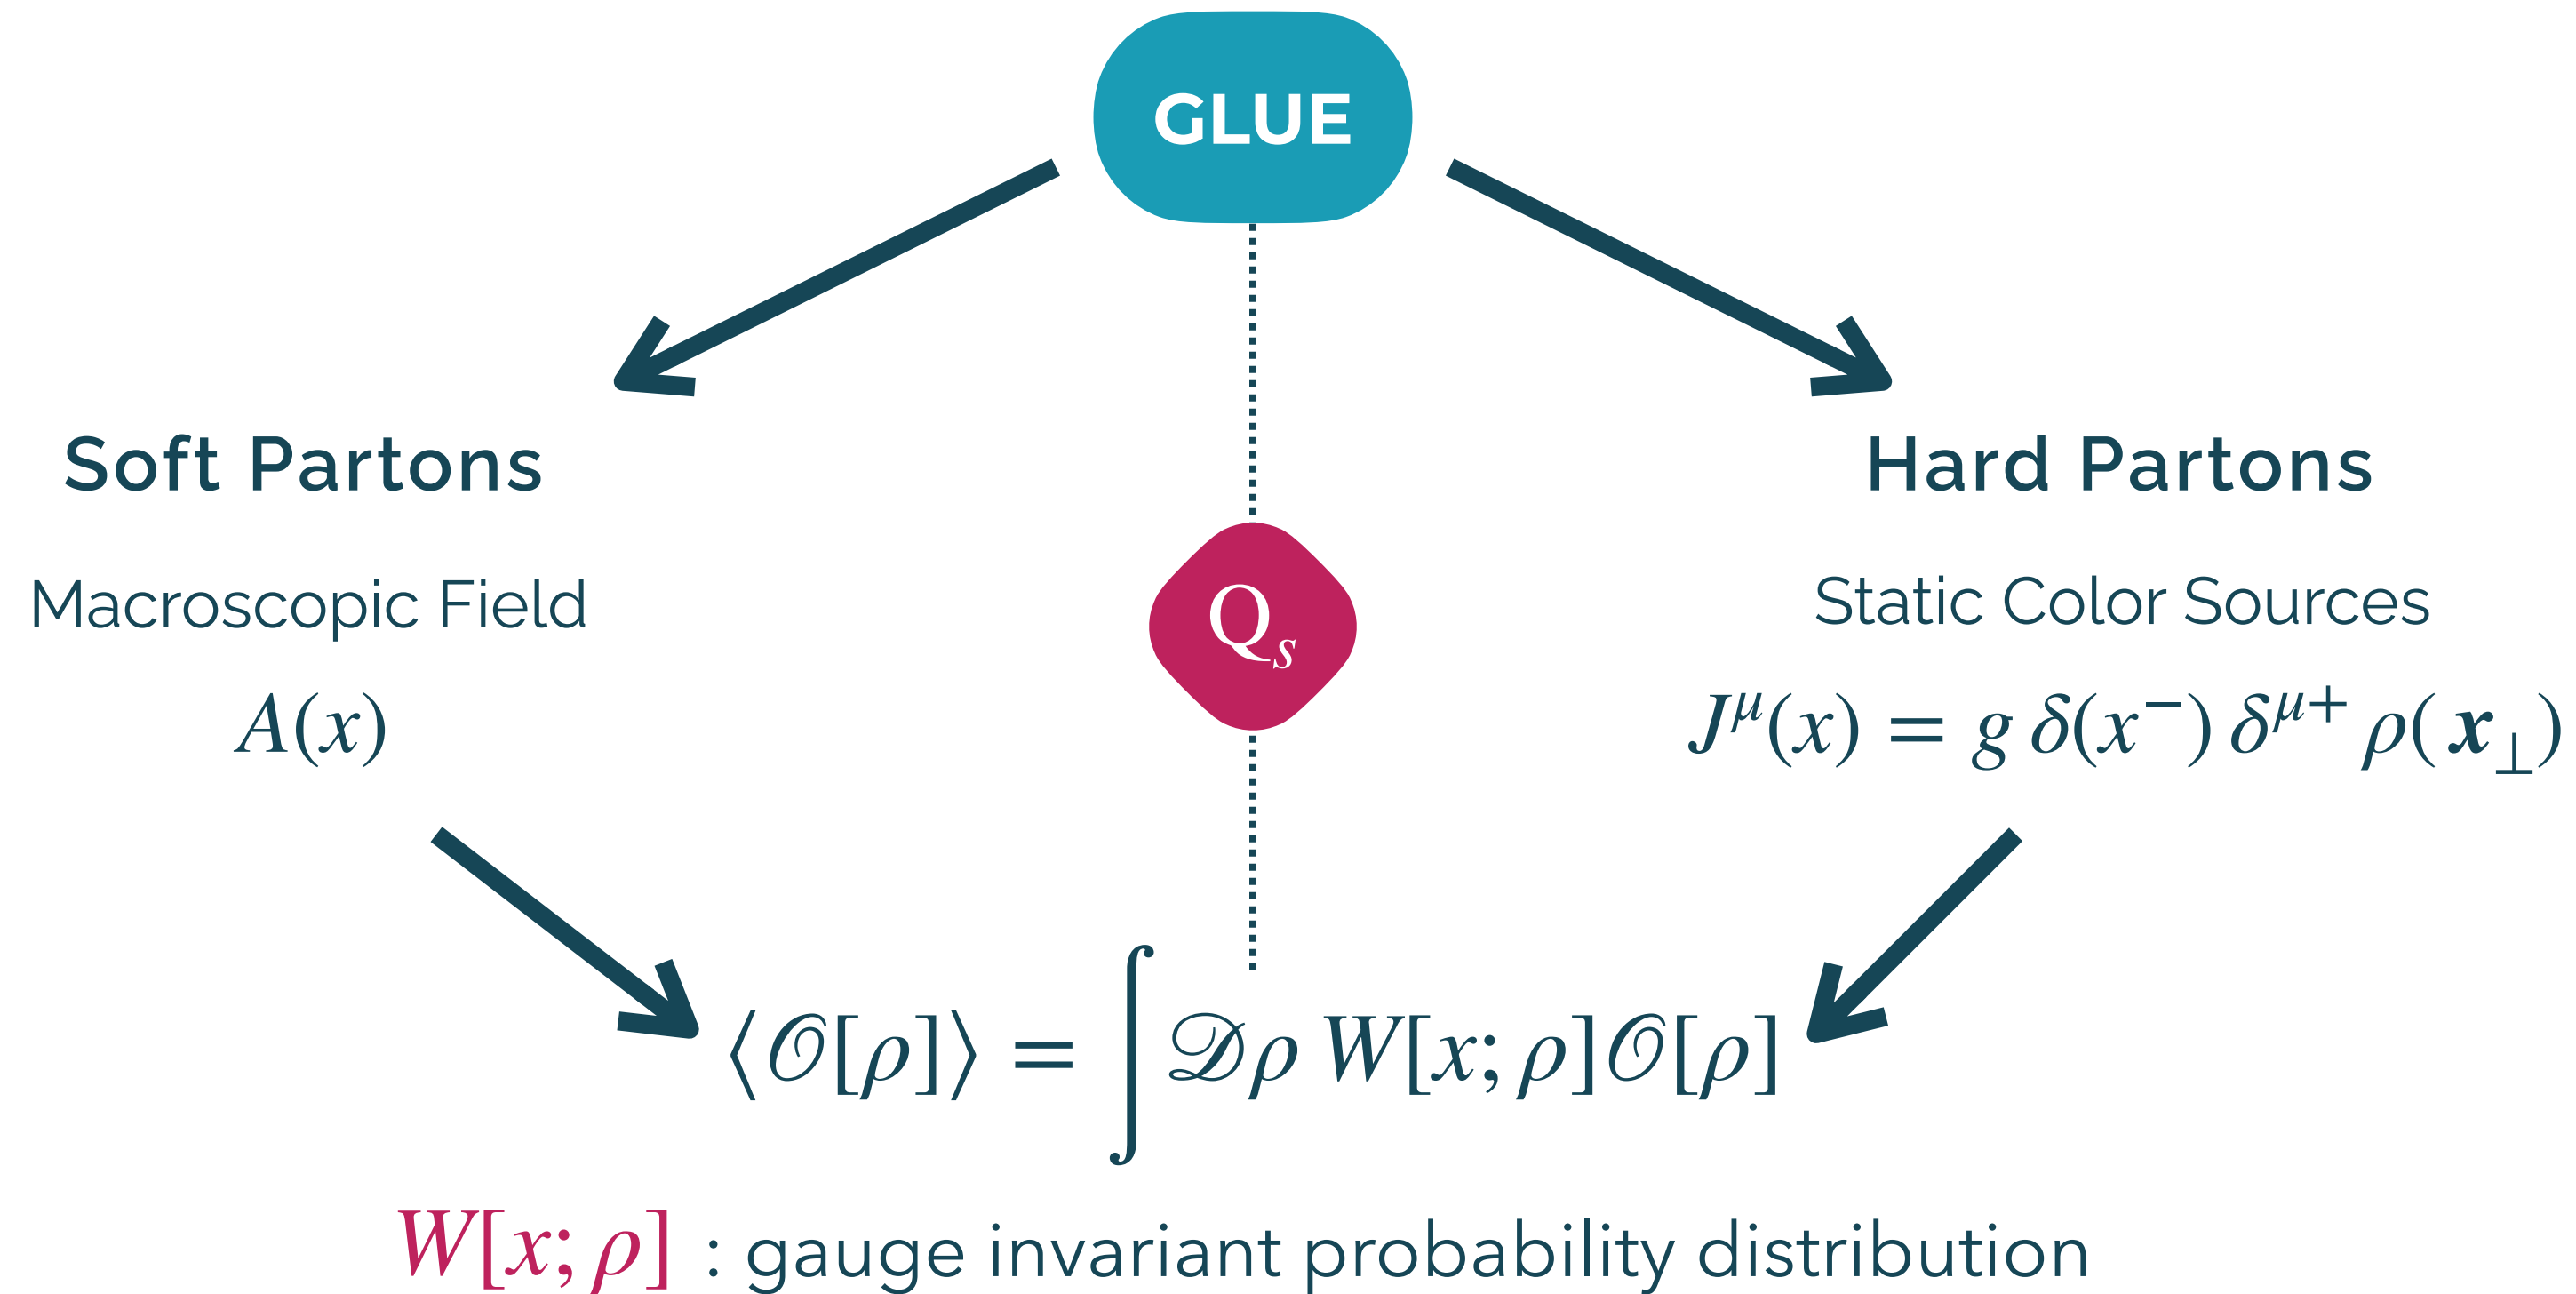 GLUE
Soft Partons
Hard Partons
Macroscopic Field
Static Color Sources
Qₛ
A(x)
J^μ(x) = g δ(x⁻) δ^{μ+} ρ(x_⊥)
⟨𝒪[ρ]⟩ = ∫ 𝒟ρ W[x; ρ]𝒪[ρ]
W[x; ρ] : gauge invariant probability distribution